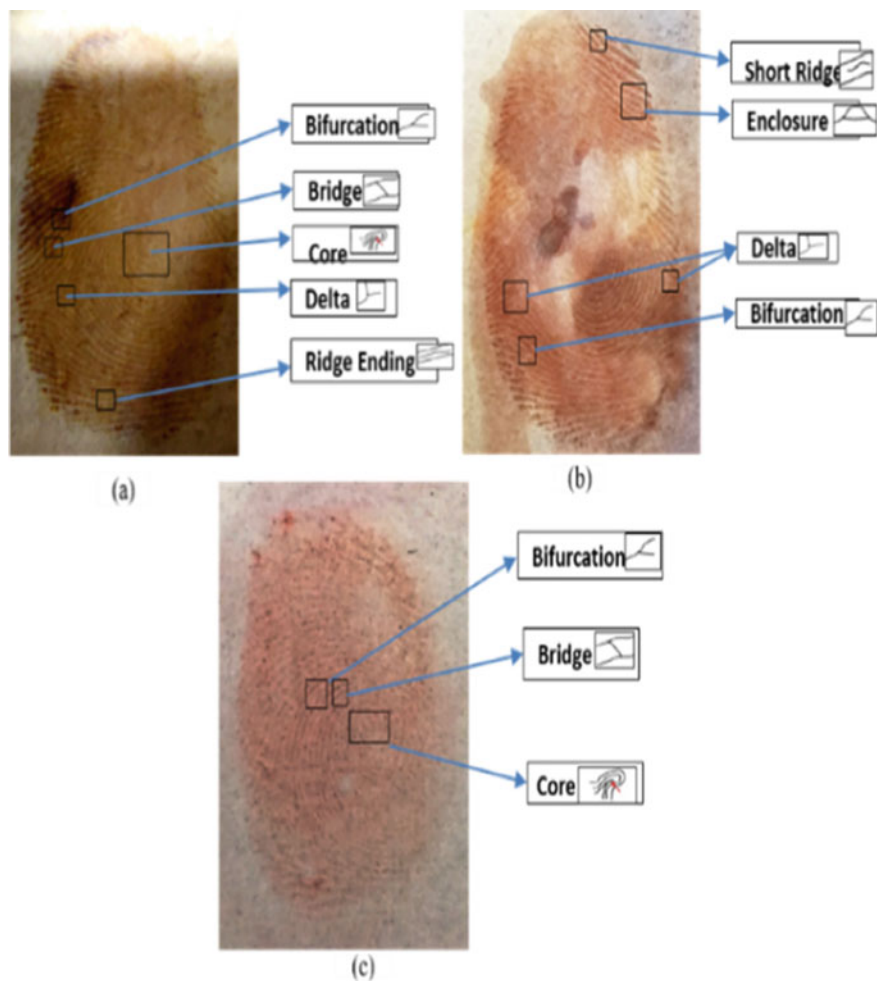 Bifurcation
Bridge
Core
Delta
Ridge Ending
(a)
Short Ridge
Enclosure
Delta
Bifurcation
(b)
Bifurcation
Bridge
Core
(c)